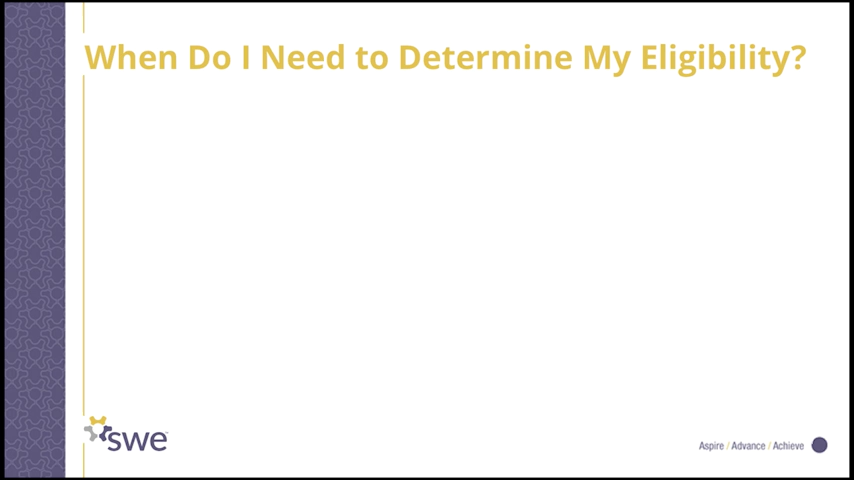 When Do I Need to Determine My Eligibility?
swe
Aspire / Advance / Achieve